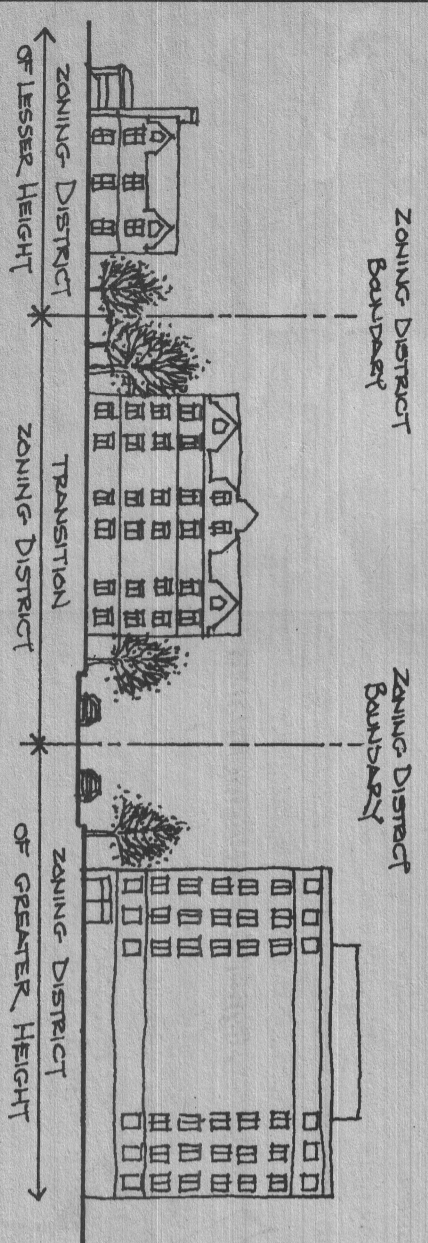 ZONING DISTRICT
BOUNDARY
ZONING DISTRICT
BOUNDARY
ZONING DISTRICT
OF LESSER HEIGHT
TRANSITION
ZONING DISTRICT
ZONING DISTRICT
OF GREATER HEIGHT